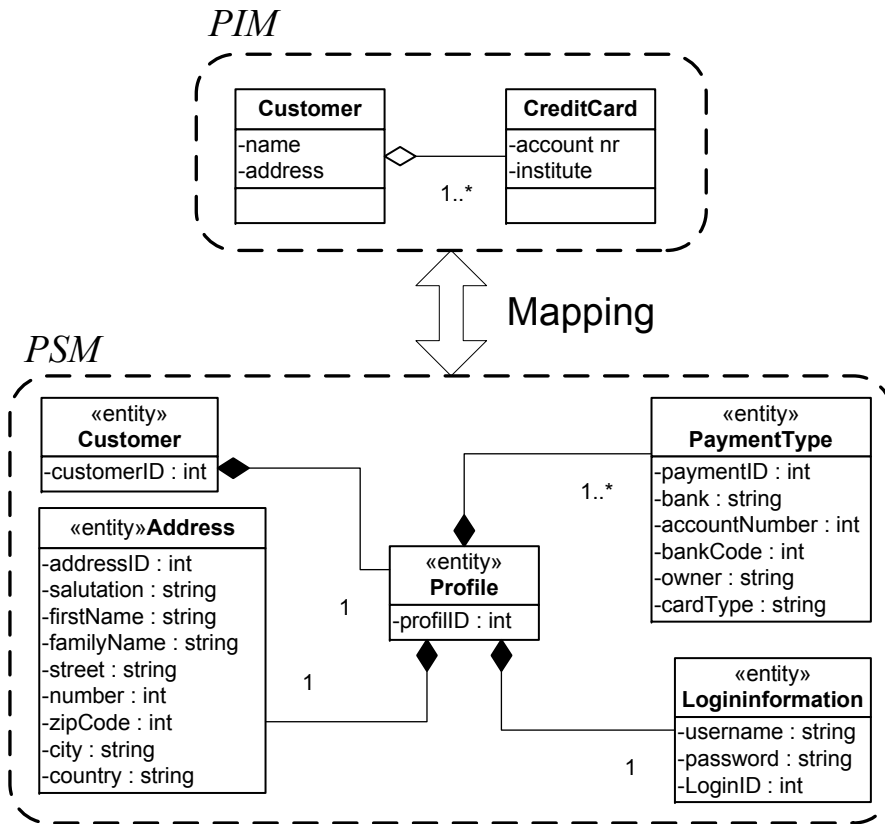 PIM
Customer
-name
-address
CreditCard
-account nr
-institute
1..*
Mapping
PSM
«entity»
Customer
-customerID : int
«entity»Address
-addressID : int
-salutation : string
-firstName : string
-familyName : string
-street : string
-number : int
-zipCode : int
-city : string
-country : string
«entity»
Profile
-profilID : int
1
1
«entity»
PaymentType
-paymentID : int
-bank : string
-accountNumber : int
-bankCode : int
-owner : string
-cardType : string
1..*
«entity»
Logininformation
-username : string
-password : string
-LoginID : int
1